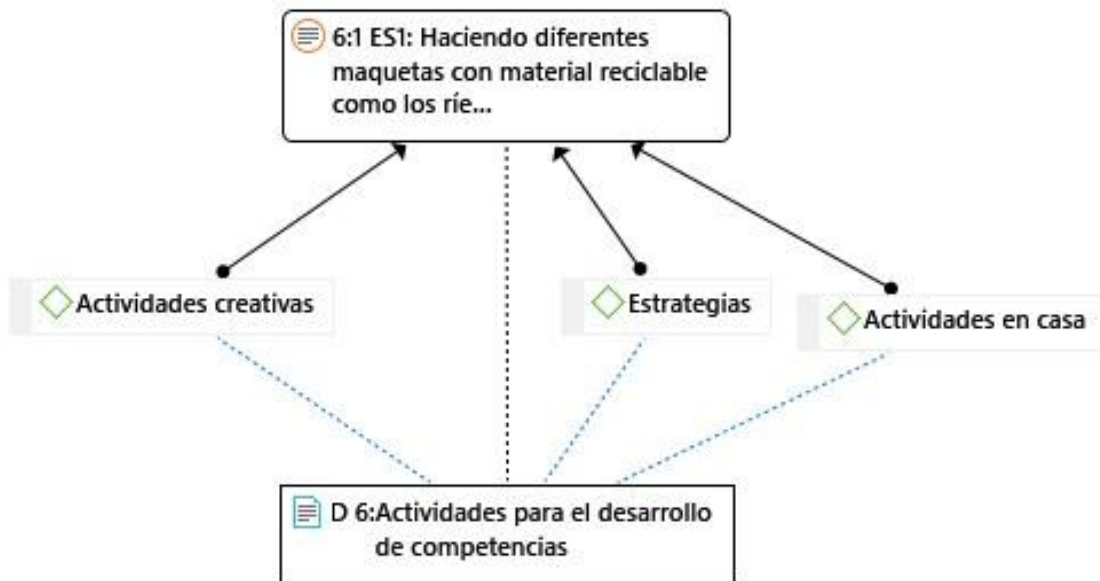 6:1 ES1: Haciendo diferentes
maquetas con material reciclable
como los ríe...
Actividades creativas
Estrategias
Actividades en casa
D 6:Actividades para el desarrollo
de competencias